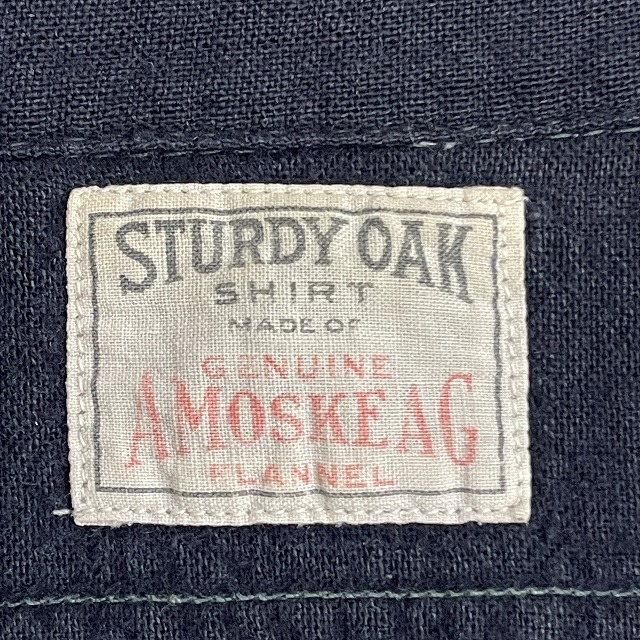 STURDY OAK
SHIRT
MADE OF
GENUINE
AMOSKEAG
FLANNEL